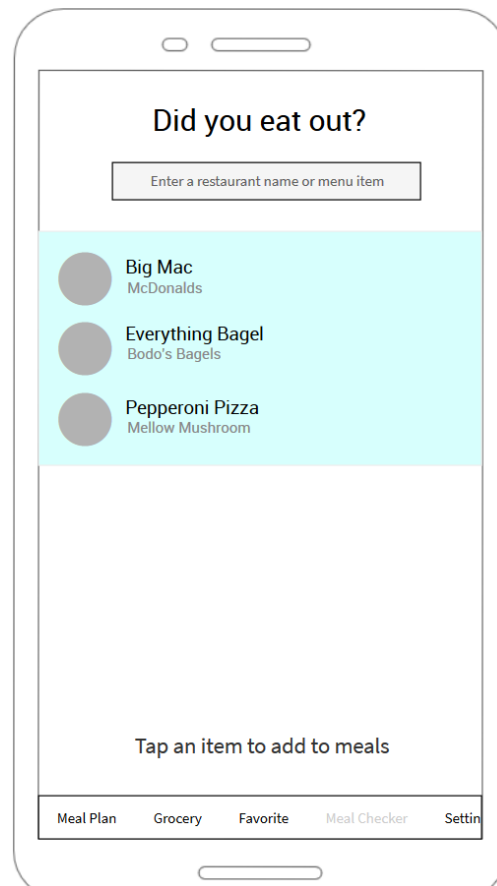 Did you eat out?
Enter a restaurant name or menu item
Big Mac
McDonalds
Everything Bagel
Bodo's Bagels
Pepperoni Pizza
Mellow Mushroom
Tap an item to add to meals
Meal Plan Grocery Favorite Meal Checker Settin